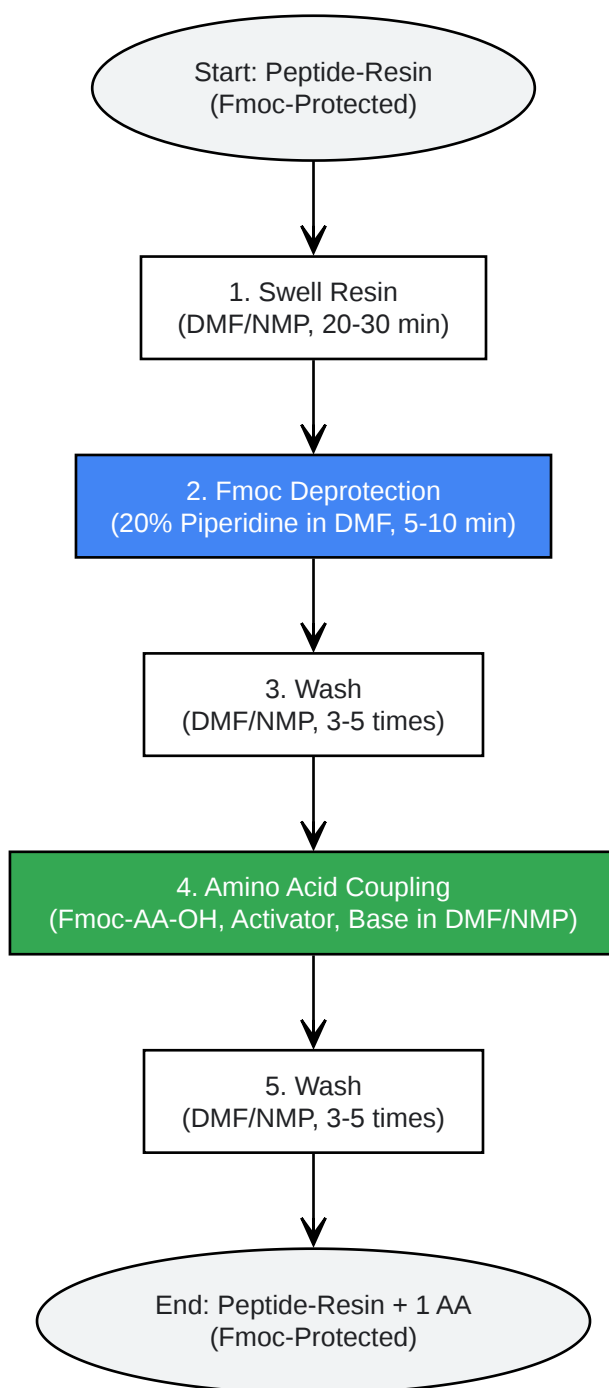 Start: Peptide-Resin
(Fmoc-Protected)
1. Swell Resin
(DMF/NMP, 20-30 min)
2. Fmoc Deprotection
(20% Piperidine in DMF, 5-10 min)
3. Wash
(DMF/NMP, 3-5 times)
4. Amino Acid Coupling
(Fmoc-AA-OH, Activator, Base in DMF/NMP)
5. Wash
(DMF/NMP, 3-5 times)
End: Peptide-Resin + 1 AA
(Fmoc-Protected)